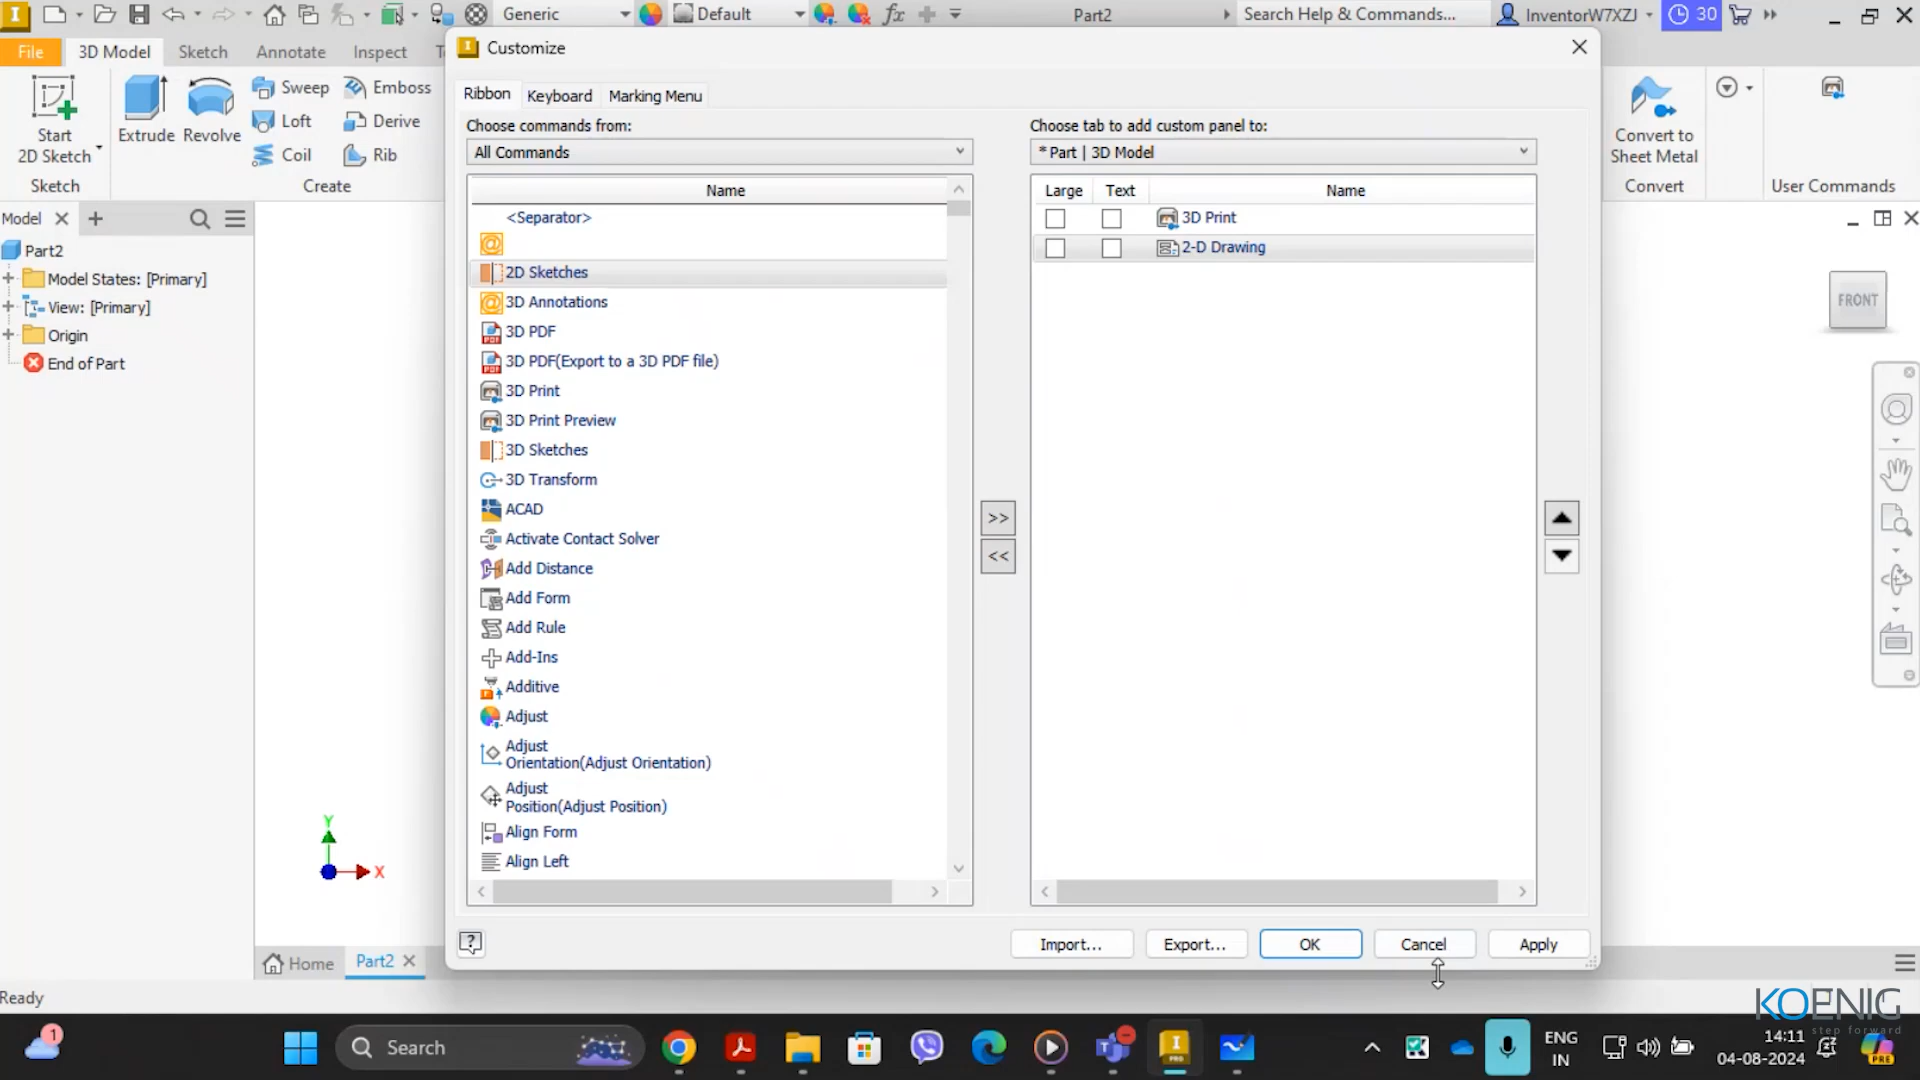 Generic
Default
fx
Part2
Search Help & Commands...
InventorW7XZJ
30
File
3D Model
Sketch
Annotate
Inspect
Customize
Start
2D Sketch
Extrude
Revolve
Sweep
Loft
Coil
Emboss
Derive
Rib
Sketch
Create
Convert to
Sheet Metal
Convert
User Commands
Model
Part2
Model States: [Primary]
View: [Primary]
Origin
End of Part
Ribbon
Keyboard
Marking Menu
Choose commands from:
All Commands
Name
<Separator>
2D Sketches
3D Annotations
3D PDF
3D PDF(Export to a 3D PDF file)
3D Print
3D Print Preview
3D Sketches
3D Transform
ACAD
Activate Contact Solver
Add Distance
Add Form
Add Rule
Add-Ins
Additive
Adjust
Adjust
Orientation(Adjust Orientation)
Adjust
Position(Adjust Position)
Align Form
Align Left
>>
<<
Choose tab to add custom panel to:
* Part | 3D Model
Large Text Name
3D Print
2-D Drawing
Import...
Export...
OK
Cancel
Apply
FRONT
Y
X
Home
Part2
Ready
KOENIG
step forward
1
Search
ENG
IN
14:11
04-08-2024